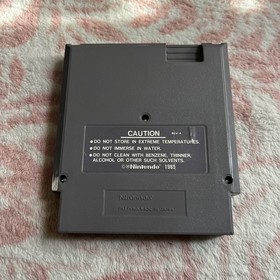 CAUTION
● DO NOT STORE IN EXTREME TEMPERATURES.
● DO NOT IMMERSE IN WATER.
● DO NOT CLEAN WITH BENZENE, THINNER,
ALCOHOL OR OTHER SUCH SOLVENTS.
©®Nintendo® 1985
Nintendo